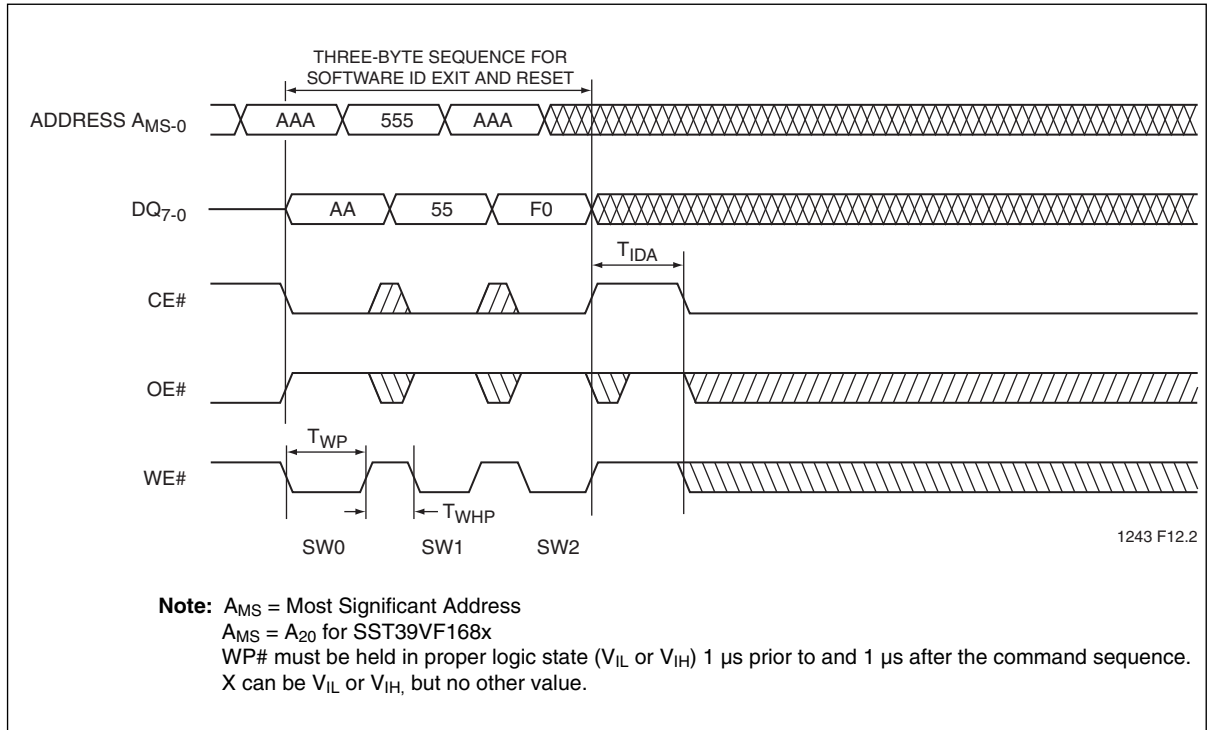 THREE-BYTE SEQUENCE FOR
SOFTWARE ID EXIT AND RESET
ADDRESS AMS-0
AAA 555 AAA
DQ7-0
AA 55 F0
TIDA
CE#
OE#
TWP
WE#
TWHP
SW0 SW1 SW2
1243 F12.2
Note: AMS = Most Significant Address
AMS = A20 for SST39VF168x
WP# must be held in proper logic state (VIL or VIH) 1 µs prior to and 1 µs after the command sequence.
X can be VIL or VIH, but no other value.